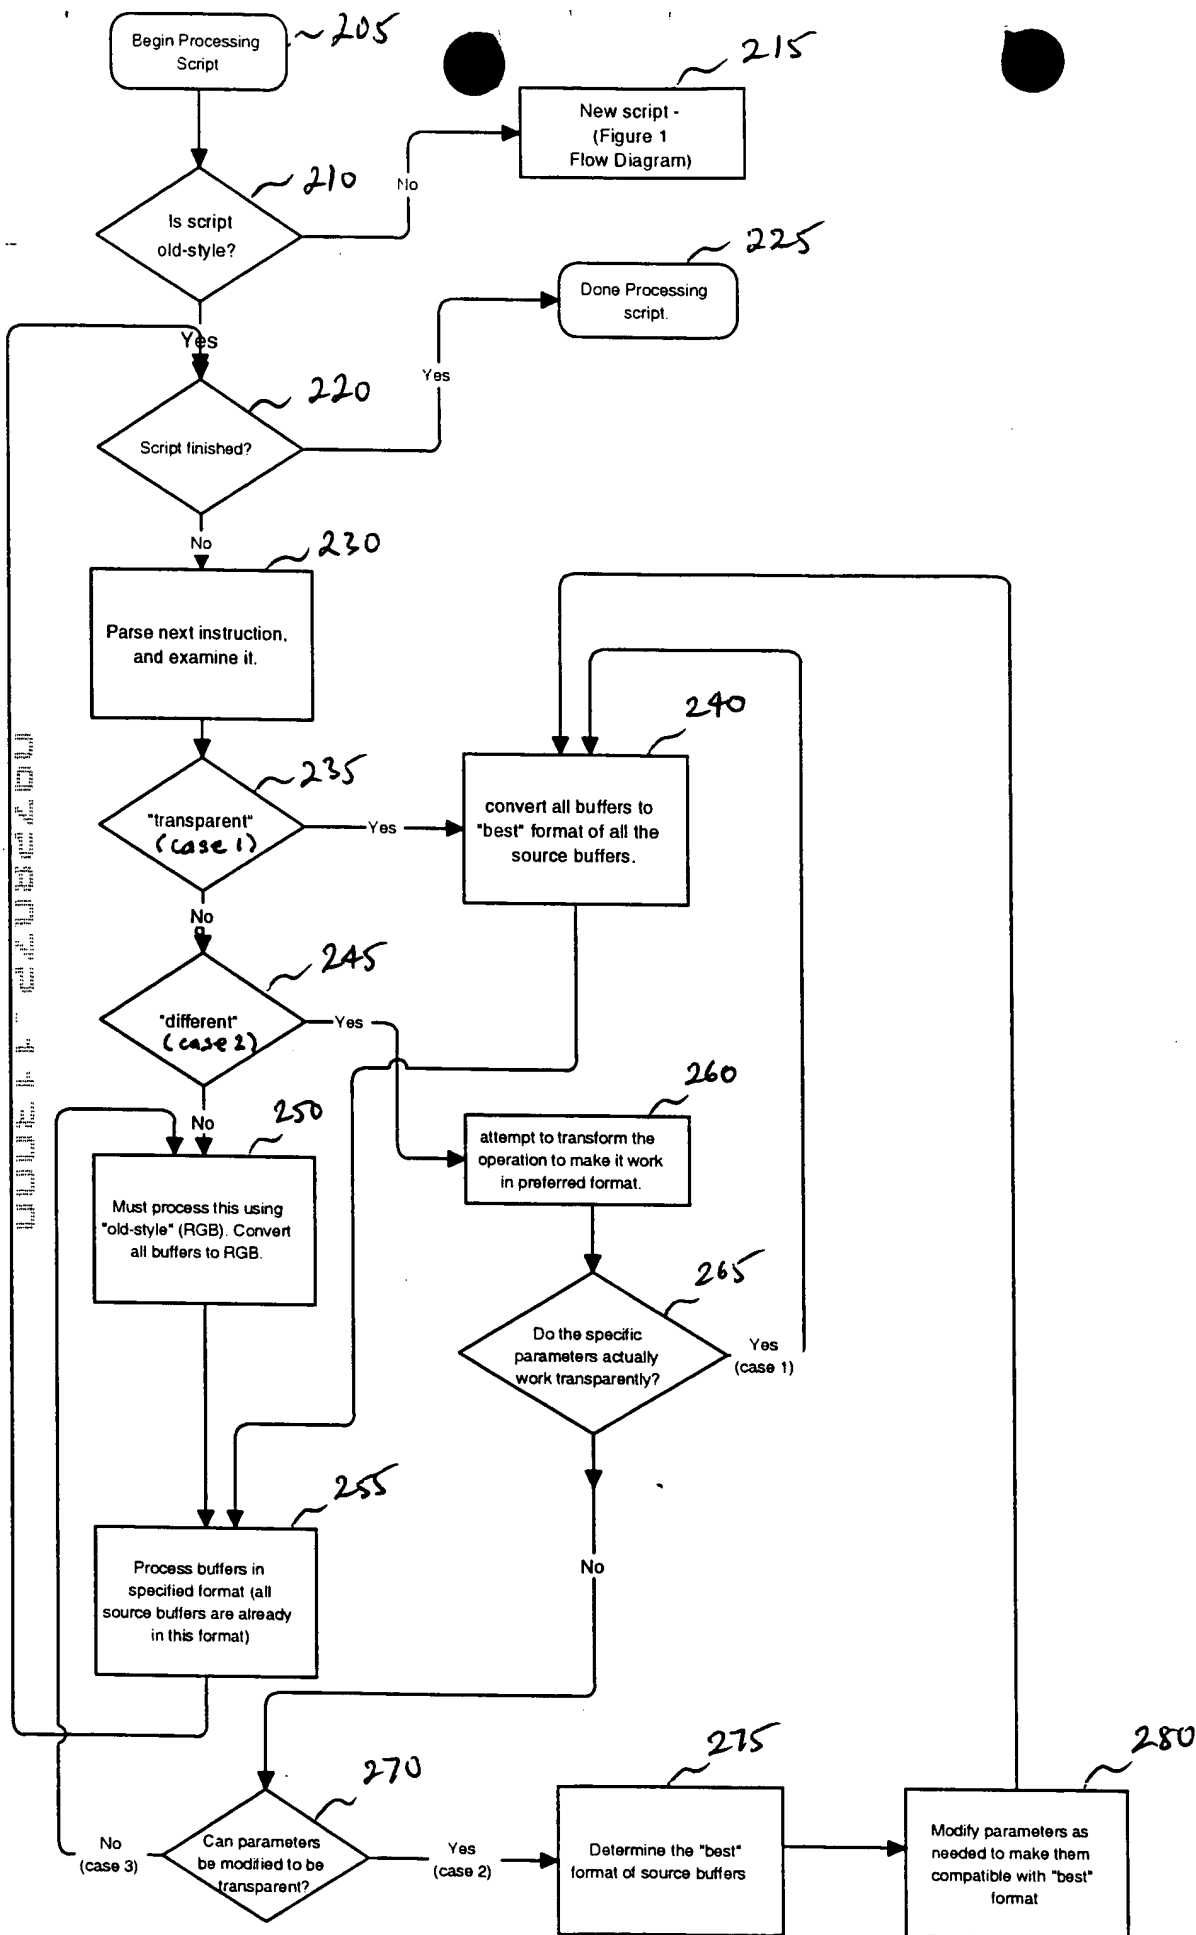 Begin Processing
Script
205
215
New script -
(Figure 1
Flow Diagram)
No
210
Is script
old-style?
225
Done Processing
script.
Yes
Yes
220
Script finished?
No
230
Parse next instruction,
and examine it.
240
convert all buffers to
"best" format of all the
source buffers.
235
"transparent"
(case 1)
Yes
No
245
"different"
(case 2)
Yes
No
250
Must process this using
"old-style" (RGB). Convert
all buffers to RGB.
260
attempt to transform the
operation to make it work
in preferred format.
265
Do the specific
parameters actually
work transparently?
Yes
(case 1)
No
255
Process buffers in
specified format (all
source buffers are already
in this format)
270
Can parameters
be modified to be
transparent?
No
(case 3)
Yes
(case 2)
275
Determine the "best"
format of source buffers
280
Modify parameters as
needed to make them
compatible with "best"
format